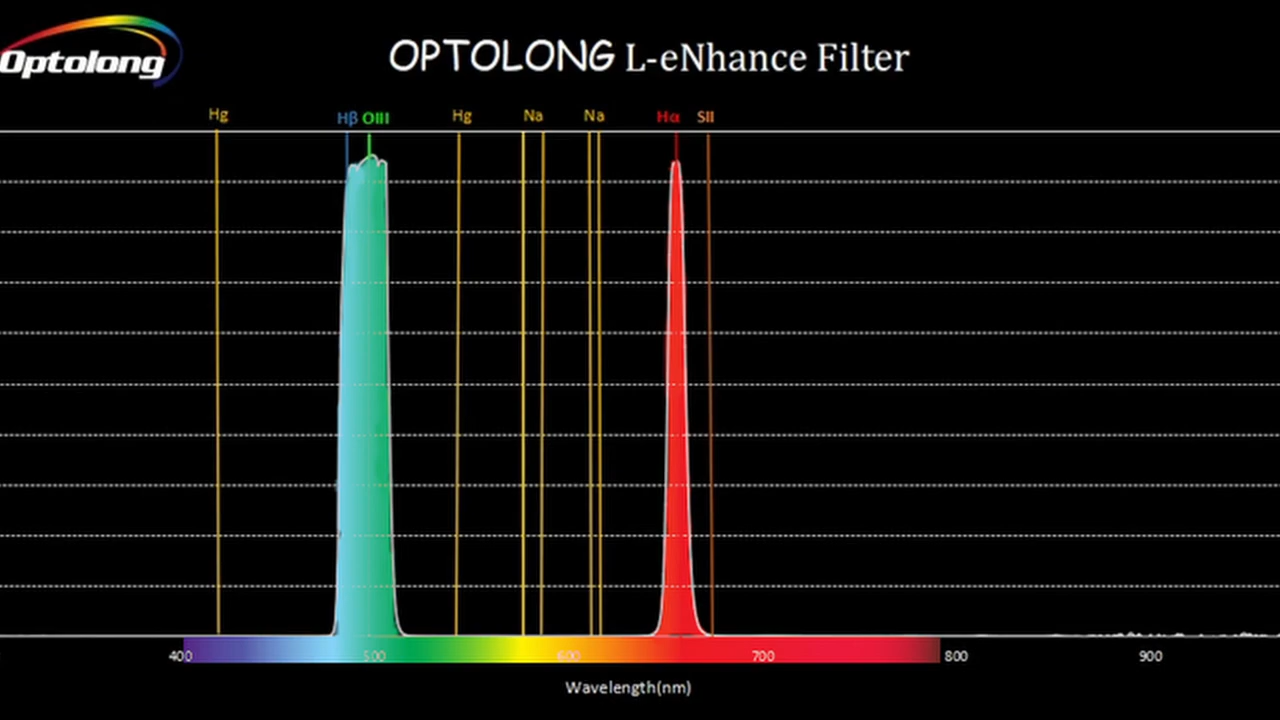 Optolong
OPTOLONG L-eNhance Filter
Hg Hβ OIII Hg Na Na Hα SII
400 500 600 700 800 900
Wavelength(nm)